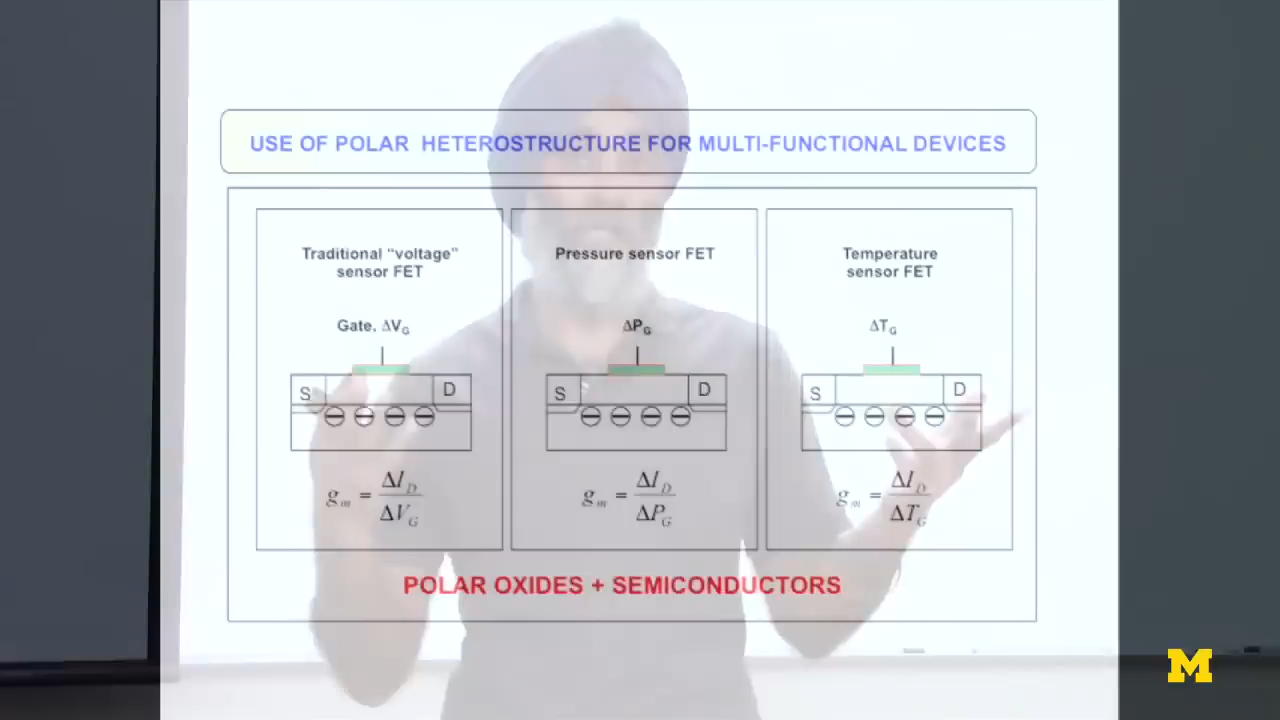 USE OF POLAR HETEROSTRUCTURE FOR MULTI-FUNCTIONAL DEVICES
Traditional “voltage”
sensor FET
Gate, ΔV_G
S D
g_m = ΔI_D / ΔV_G
Pressure sensor FET
ΔP_G
S D
g_m = ΔI_D / ΔP_G
Temperature
sensor FET
ΔT_G
S D
g_m = ΔI_D / ΔT_G
POLAR OXIDES + SEMICONDUCTORS
M